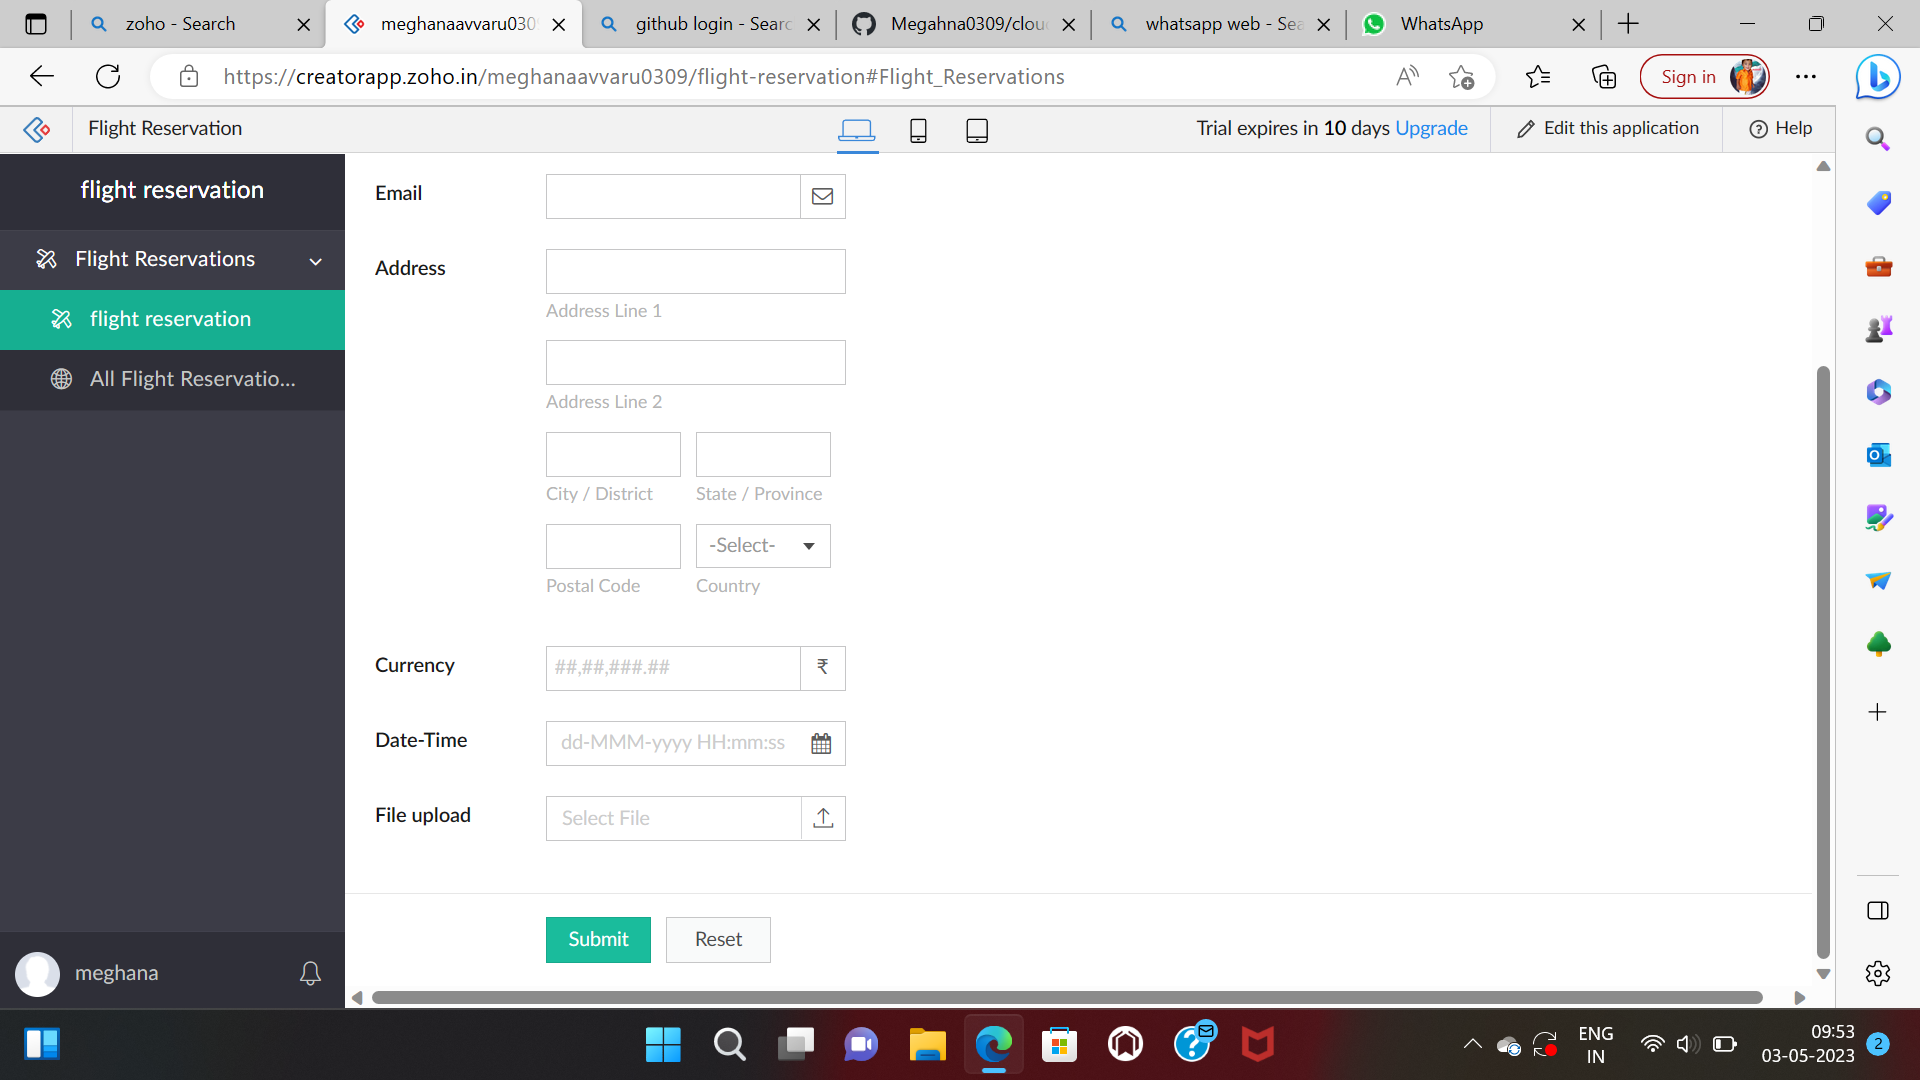 zoho - Search
meghanaavvaru030
github login - Searc
Megahna0309/clou
whatsapp web - Sea
WhatsApp
https://creatorapp.zoho.in/meghanaavvaru0309/flight-reservation#Flight_Reservations
Sign in
Flight Reservation
Trial expires in 10 days Upgrade
Edit this application
Help
flight reservation
Flight Reservations
flight reservation
All Flight Reservatio...
meghana
Email
Address
Address Line 1
Address Line 2
City / District
State / Province
-Select-
Postal Code
Country
Currency
##,##,###.##
₹
Date-Time
dd-MMM-yyyy HH:mm:ss
File upload
Select File
Submit
Reset
ENG
IN
09:53
03-05-2023
2